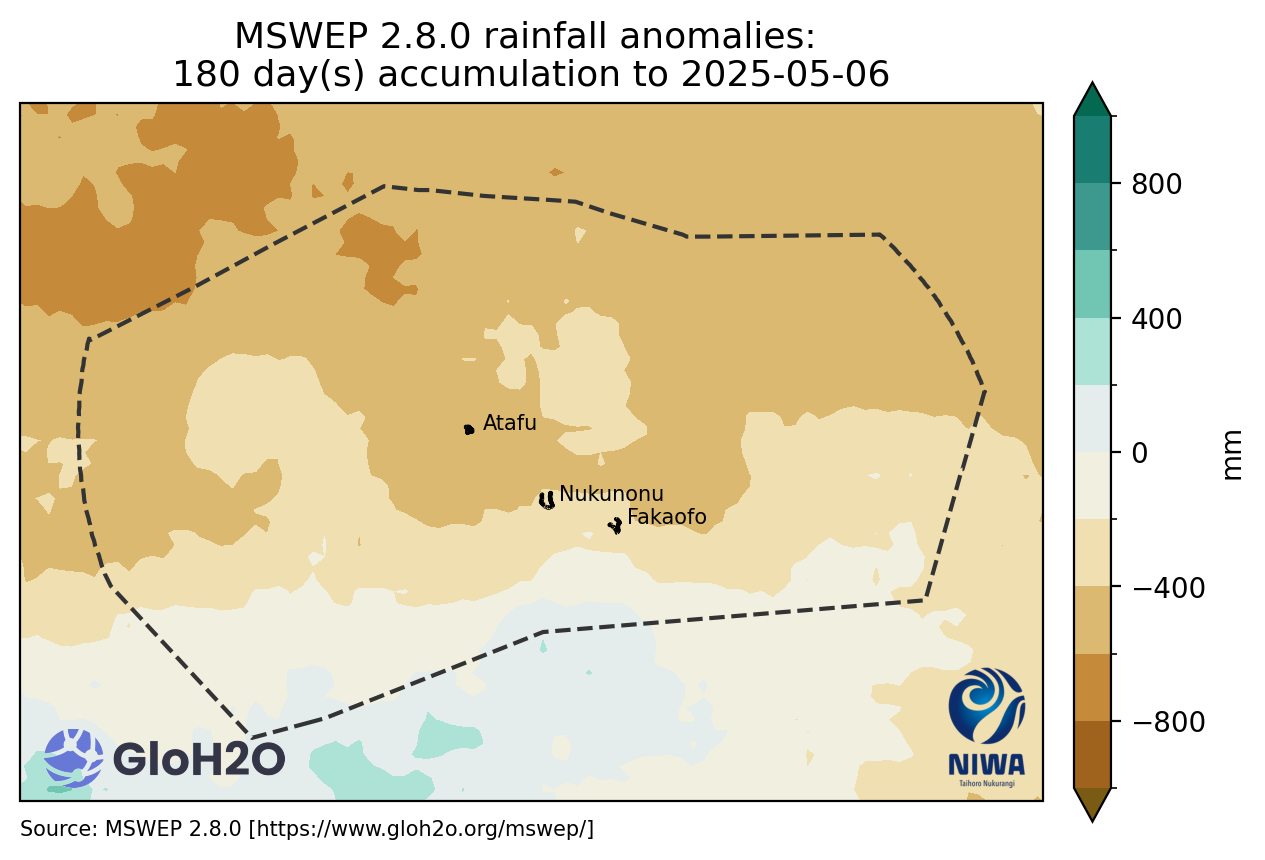 MSWEP 2.8.0 rainfall anomalies:
180 day(s) accumulation to 2025-05-06
800
400
0
−400
−800
mm
Atafu
Nukunonu
Fakaofo
GloH2O
NIWA
Taihoro Nukurangi
Source: MSWEP 2.8.0 [https://www.gloh2o.org/mswep/]